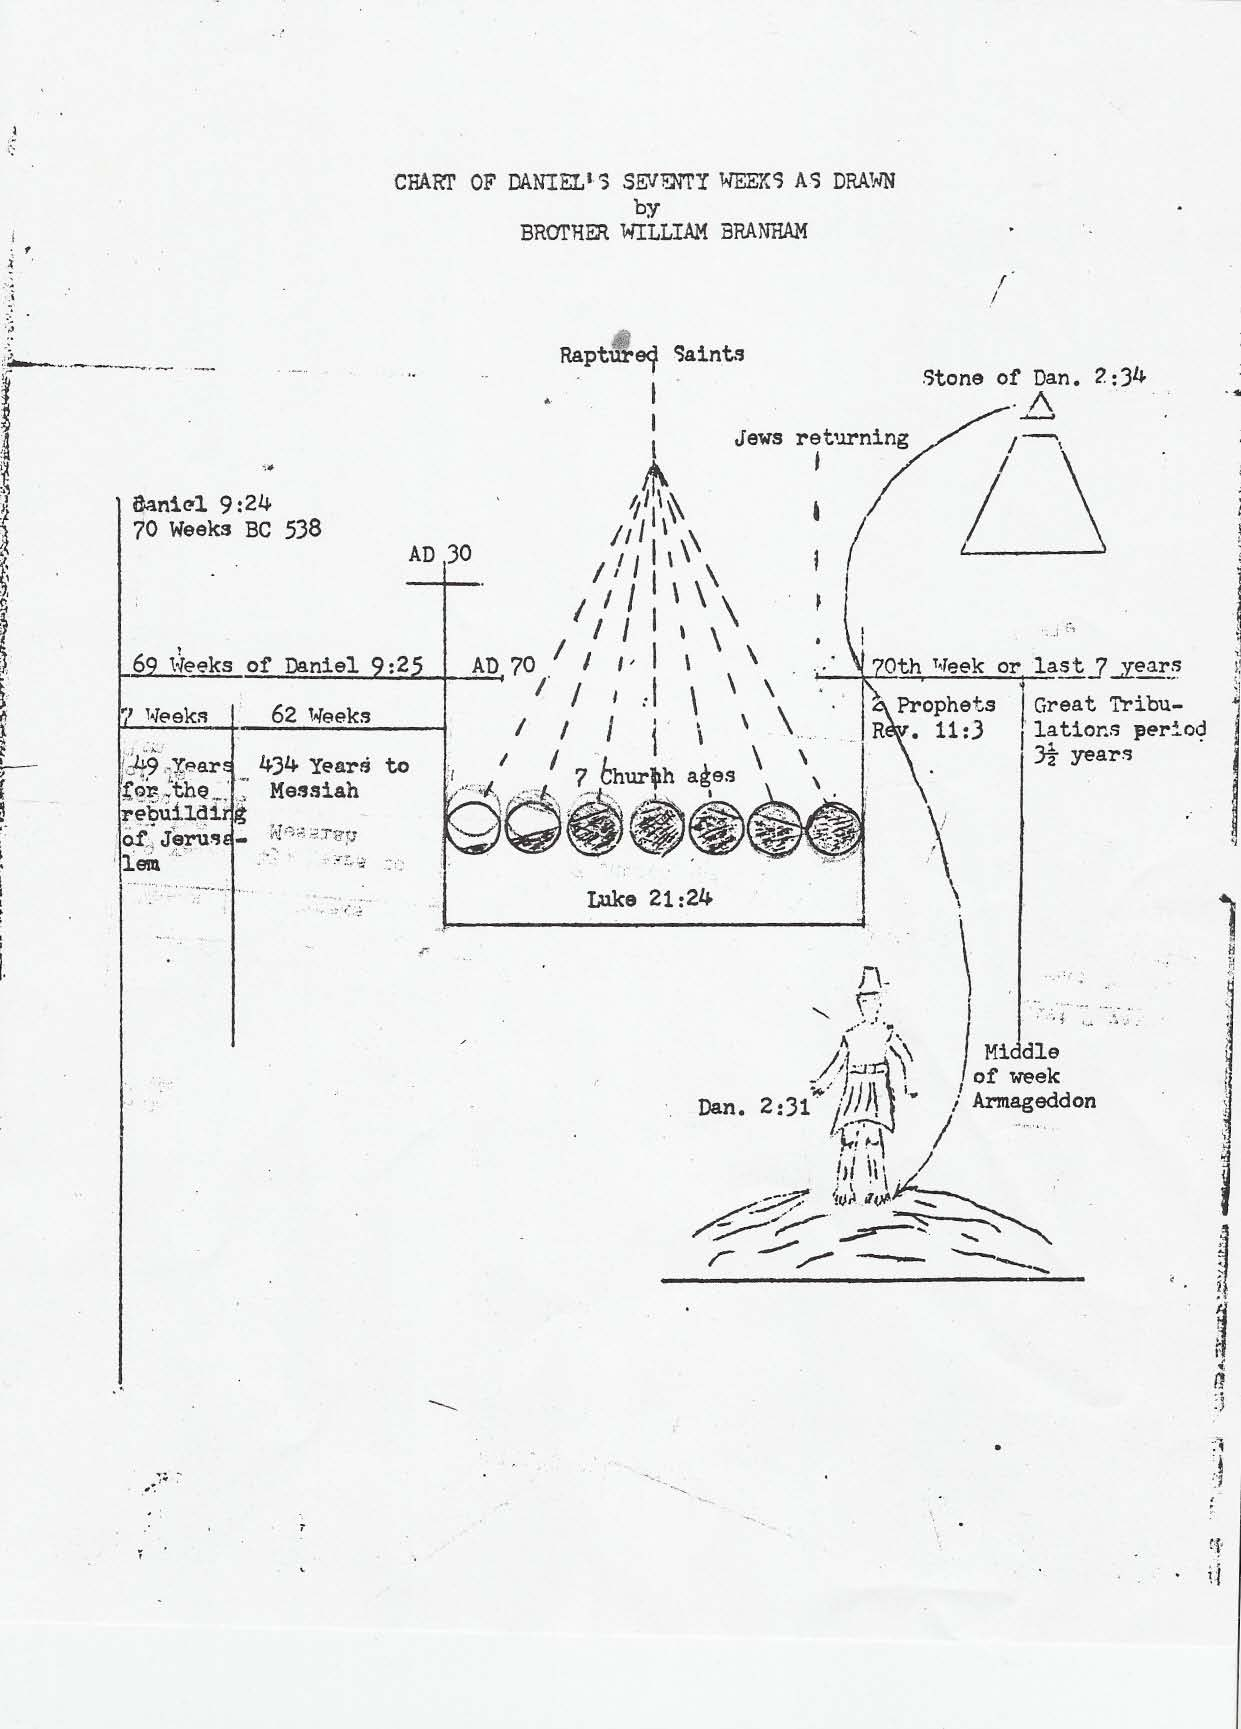 CHART OF DANIEL'S SEVENTY WEEKS AS DRAWN
by
BROTHER WILLIAM BRANHAM
Raptured Saints
Stone of Dan. 2:34
Jews returning
Daniel 9:24
70 Weeks BC 538
AD 30
69 Weeks of Daniel 9:25
AD 70
70th Week or last 7 years
7 Weeks
62 Weeks
2 Prophets
Rev. 11:3
Great Tribu-
lations period
3½ years
49 Years
for the
rebuilding
of Jerusa-
lem
434 Years to
Messiah
7 Church ages
Luke 21:24
Middle
of week
Armageddon
Dan. 2:31